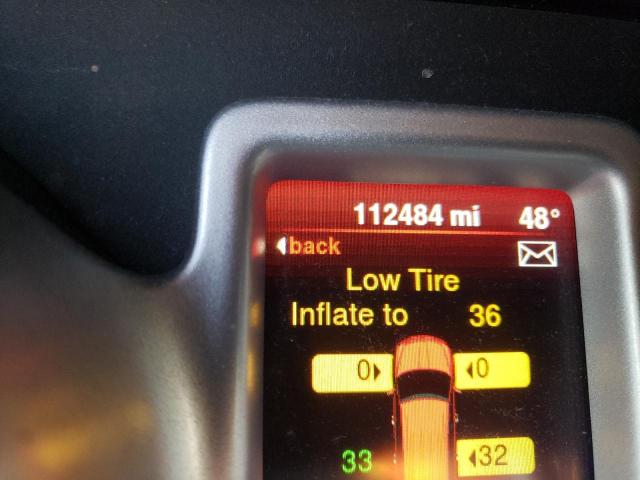 112484 mi 48°
back
Low Tire
Inflate to 36
0 0
33 32